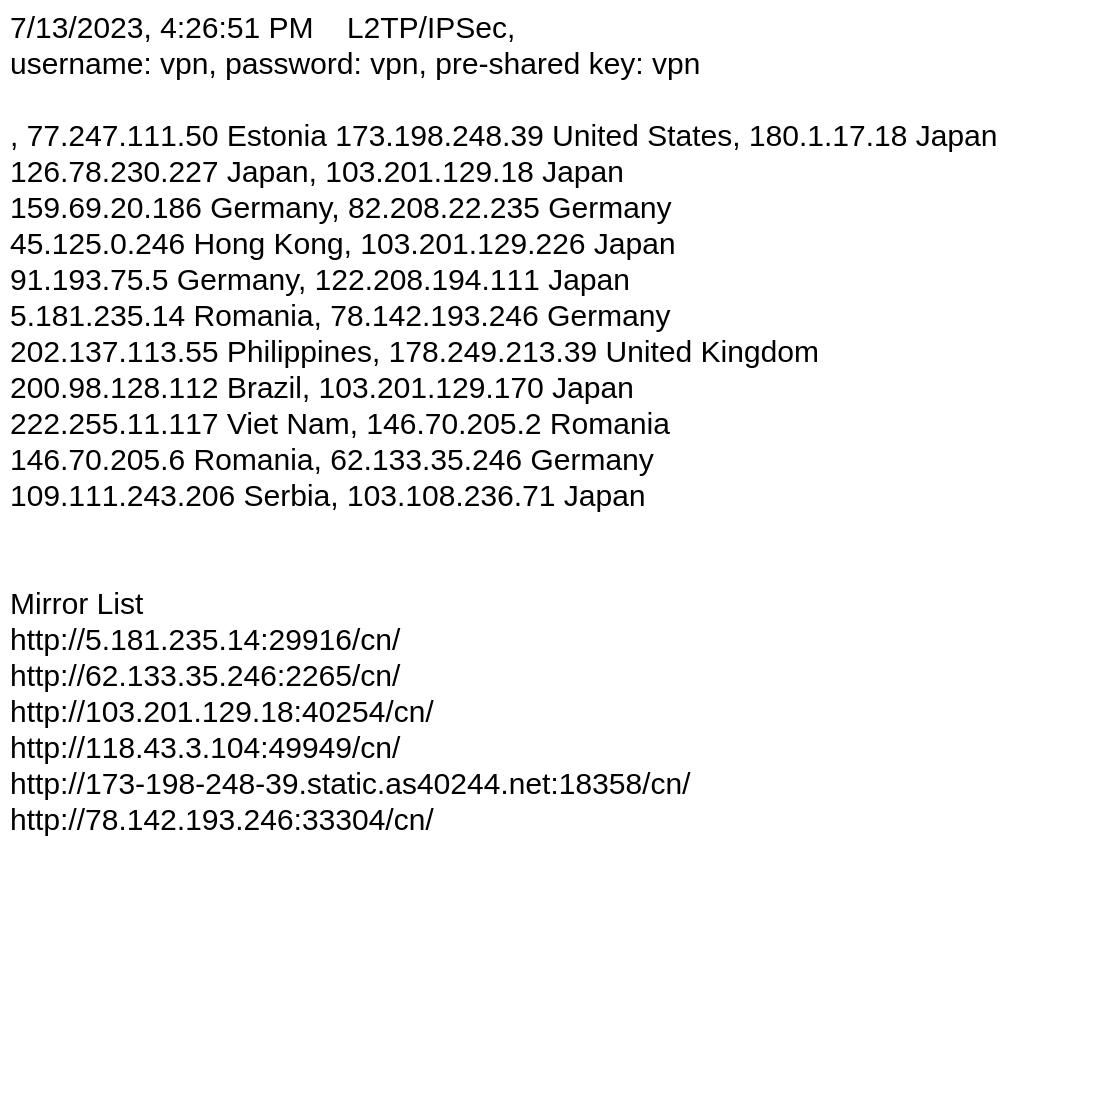 7/13/2023, 4:26:51 PM    L2TP/IPSec,
username: vpn, password: vpn, pre-shared key: vpn
, 77.247.111.50 Estonia 173.198.248.39 United States, 180.1.17.18 Japan
126.78.230.227 Japan, 103.201.129.18 Japan
159.69.20.186 Germany, 82.208.22.235 Germany
45.125.0.246 Hong Kong, 103.201.129.226 Japan
91.193.75.5 Germany, 122.208.194.111 Japan
5.181.235.14 Romania, 78.142.193.246 Germany
202.137.113.55 Philippines, 178.249.213.39 United Kingdom
200.98.128.112 Brazil, 103.201.129.170 Japan
222.255.11.117 Viet Nam, 146.70.205.2 Romania
146.70.205.6 Romania, 62.133.35.246 Germany
109.111.243.206 Serbia, 103.108.236.71 Japan
Mirror List
http://5.181.235.14:29916/cn/
http://62.133.35.246:2265/cn/
http://103.201.129.18:40254/cn/
http://118.43.3.104:49949/cn/
http://173-198-248-39.static.as40244.net:18358/cn/
http://78.142.193.246:33304/cn/